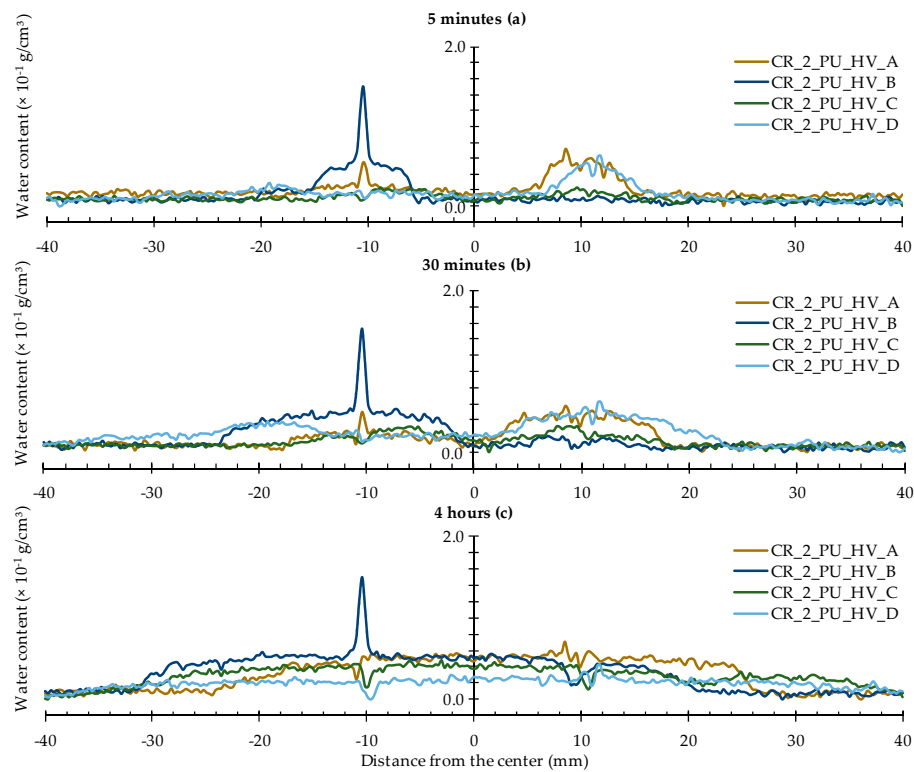 5 minutes (a)
Water content (× 10⁻¹ g/cm³)
2.0
0.0
CR_2_PU_HV_A
CR_2_PU_HV_B
CR_2_PU_HV_C
CR_2_PU_HV_D
-40 -30 -20 -10 0 10 20 30 40
30 minutes (b)
Water content (× 10⁻¹ g/cm³)
2.0
0.0
CR_2_PU_HV_A
CR_2_PU_HV_B
CR_2_PU_HV_C
CR_2_PU_HV_D
-40 -30 -20 -10 0 10 20 30 40
4 hours (c)
Water content (× 10⁻¹ g/cm³)
2.0
0.0
CR_2_PU_HV_A
CR_2_PU_HV_B
CR_2_PU_HV_C
CR_2_PU_HV_D
-40 -30 -20 -10 0 10 20 30 40
Distance from the center (mm)